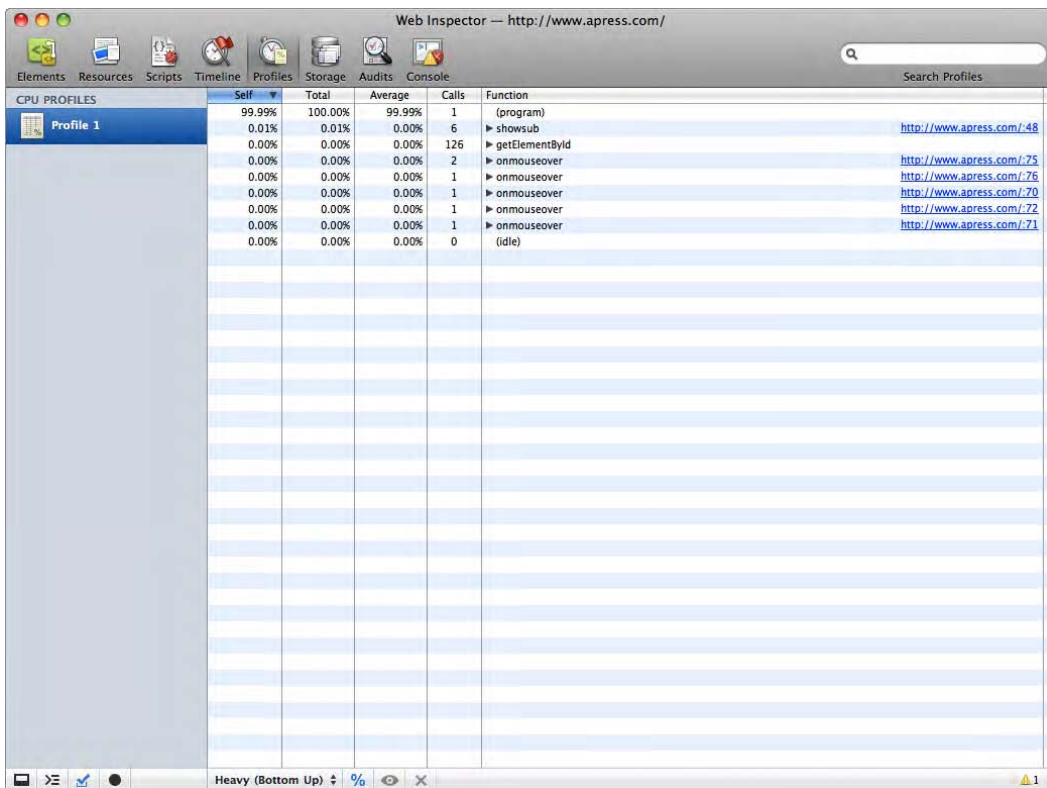 Web Inspector — http://www.apress.com/
Elements Resources Scripts Timeline Profiles Storage Audits Console Search Profiles
CPU PROFILES
Profile 1
Self Total Average Calls Function
99.99% 100.00% 99.99% 1 (program)
0.01% 0.01% 0.00% 6 showsub http://www.apress.com/:48
0.00% 0.00% 0.00% 126 getElementById
0.00% 0.00% 0.00% 2 onmouseover http://www.apress.com/:75
0.00% 0.00% 0.00% 1 onmouseover http://www.apress.com/:76
0.00% 0.00% 0.00% 1 onmouseover http://www.apress.com/:70
0.00% 0.00% 0.00% 1 onmouseover http://www.apress.com/:72
0.00% 0.00% 0.00% 1 onmouseover http://www.apress.com/:71
0.00% 0.00% 0.00% 0 (idle)
Heavy (Bottom Up) % 1